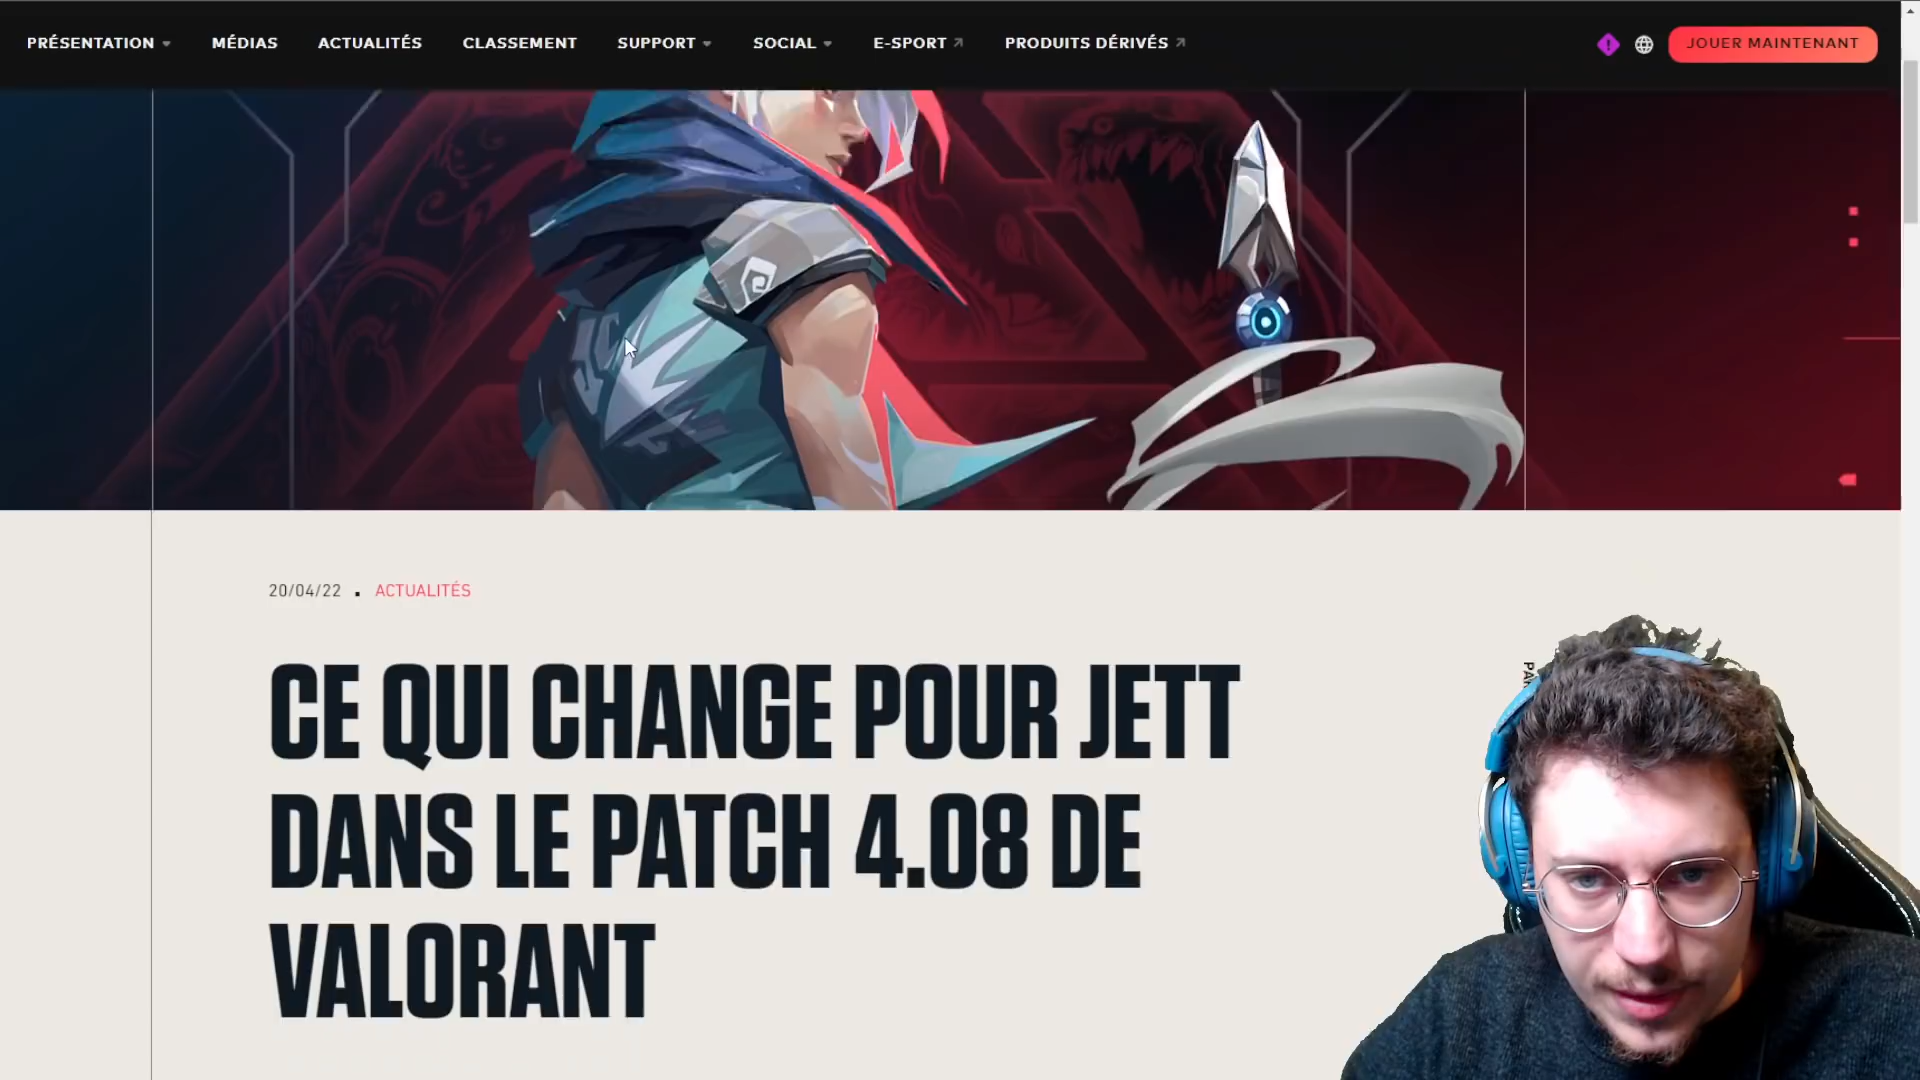 PRÉSENTATION MÉDIAS ACTUALITÉS CLASSEMENT SUPPORT SOCIAL E-SPORT PRODUITS DÉRIVÉS JOUER MAINTENANT
20/04/22 . ACTUALITÉS
CE QUI CHANGE POUR JETT
DANS LE PATCH 4.08 DE
VALORANT